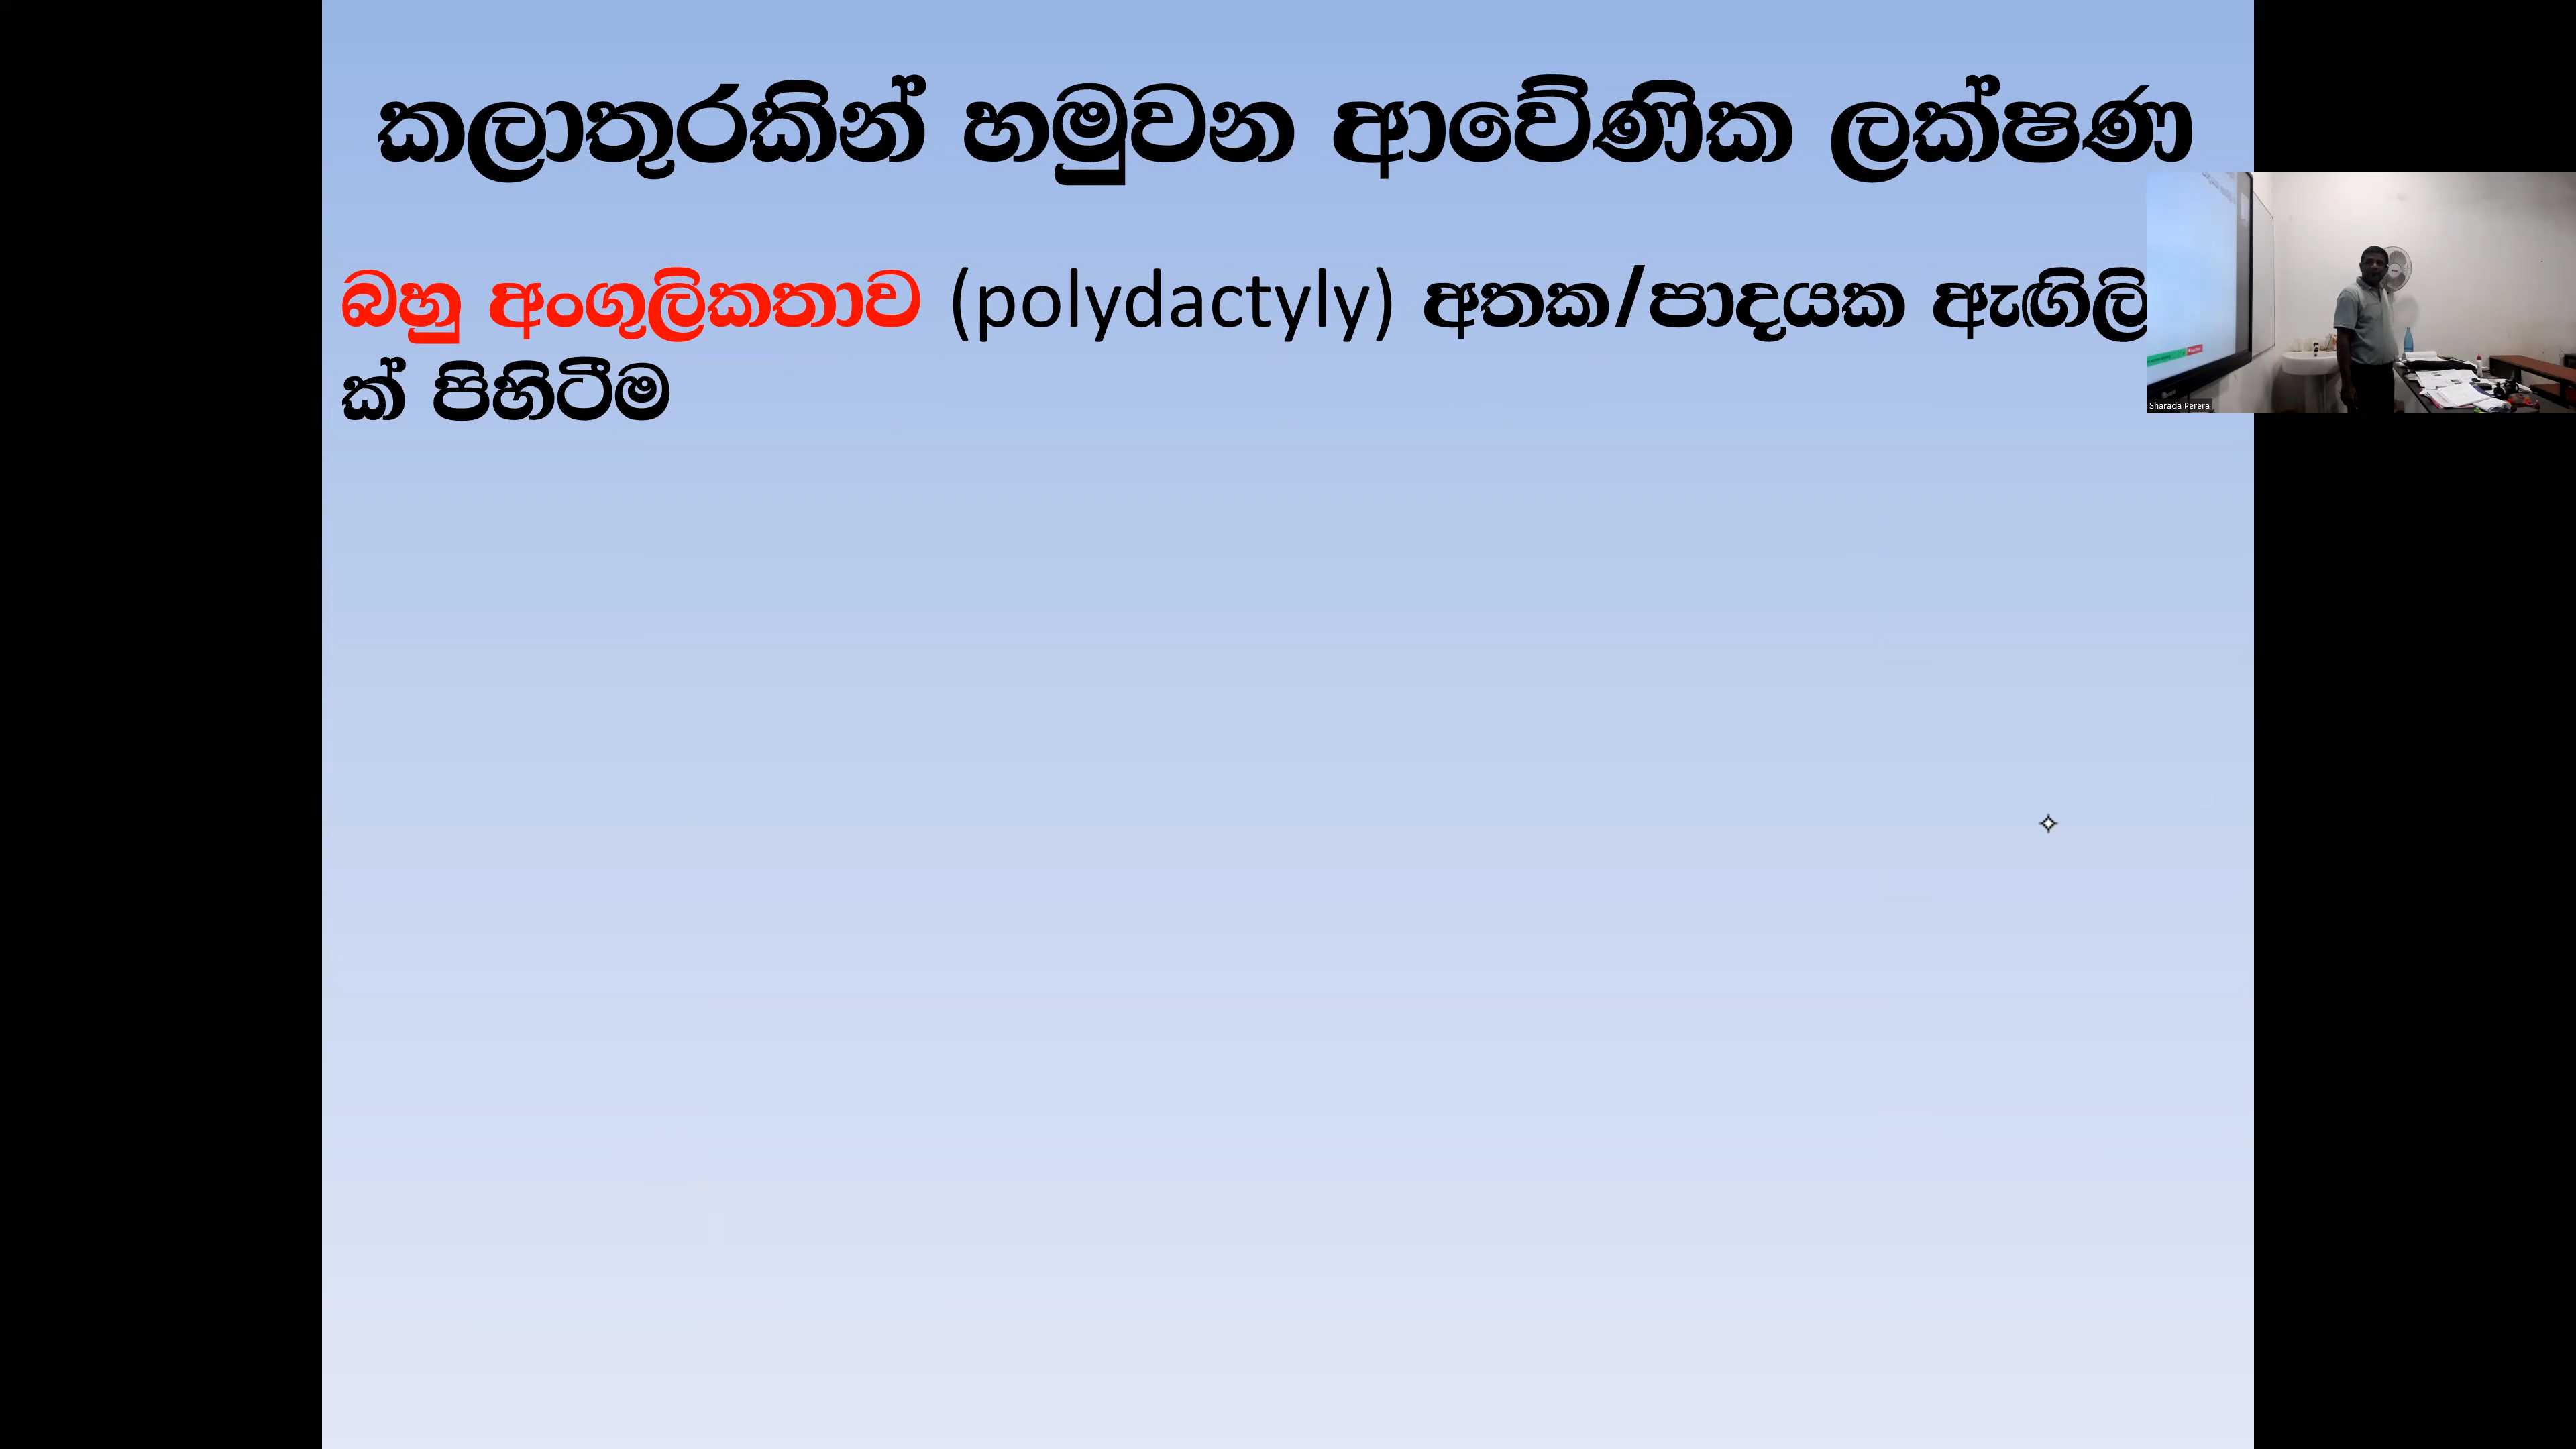 කලාතුරකින් හමුවන ආවේණික ලක්ෂණ
බහු අංගුලිකතාව (polydactyly) අතක/පාදයක ඇඟිලි
ක් පිහිටීම
Sharada Perera